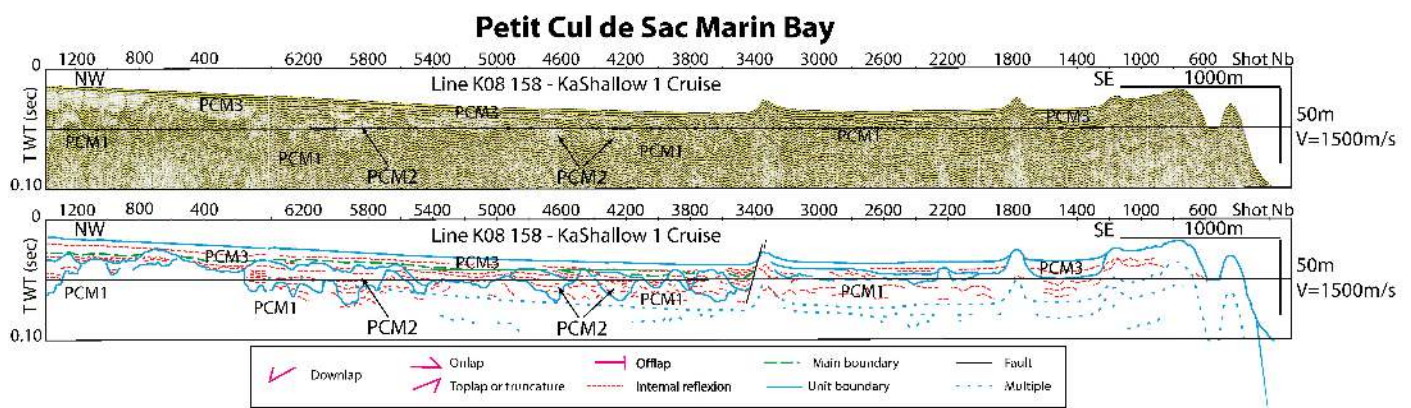 Petit Cul de Sac Marin Bay
1200 800 400 6200 5800 5400 5000 4600 4200 3800 3400 3000 2600 2200 1800 1400 1000 600 Shot Nb
0 NW Line K08 158 - KaShallow 1 Cruise SE 1000m
PCM3 PCM3 PCM3
TWT (sec) PCM1 PCM1 PCM1 PCM1 50m
V=1500m/s
PCM2 PCM2
0.10
1200 800 400 6200 5800 5400 5000 4600 4200 3800 3400 3000 2600 2200 1800 1400 1000 600 Shot Nb
0 NW Line K08 158 - KaShallow 1 Cruise SE 1000m
PCM3 PCM3 PCM3
TWT (sec) PCM1 PCM1 PCM1 PCM1 50m
V=1500m/s
PCM2 PCM2
0.10
Downlap Onlap Offlap Main boundary Fault
Toplap or truncature Internal reflexion Unit boundary Multiple